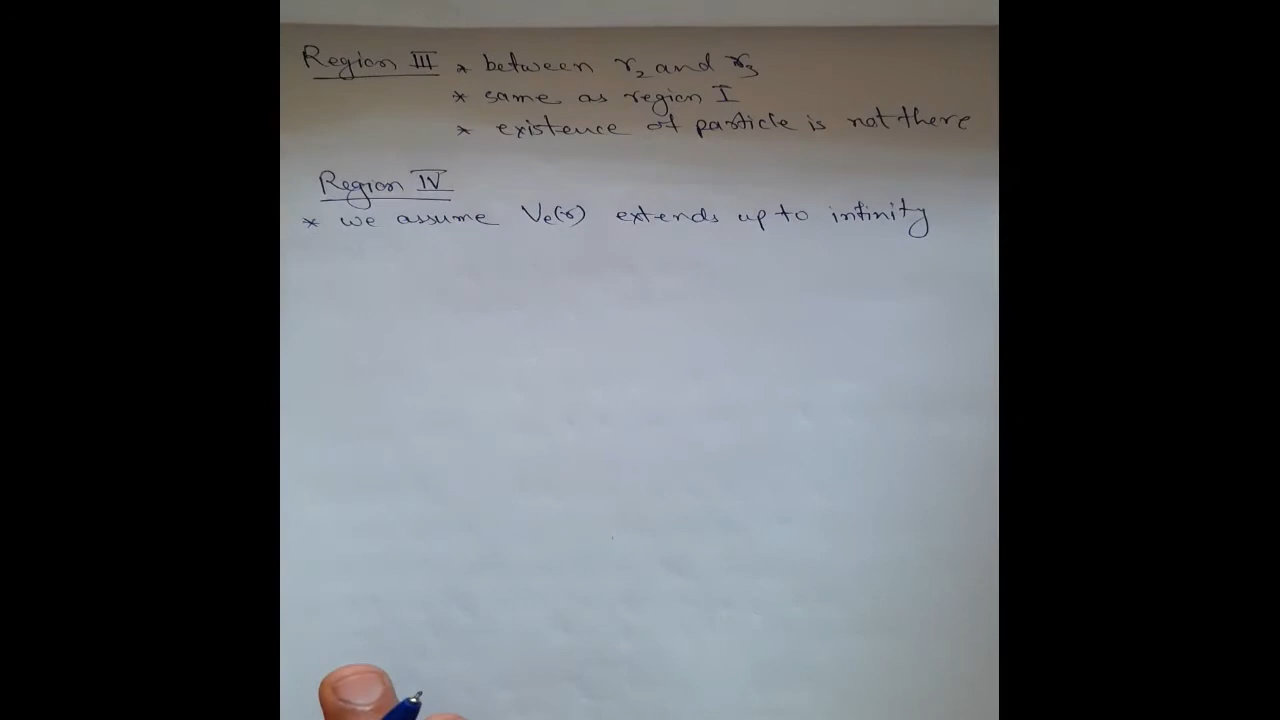 Region III * between r₂ and r₃
* same as region I
* existence of particle is not there
Region IV
* we assume Ve(r) extends up to infinity